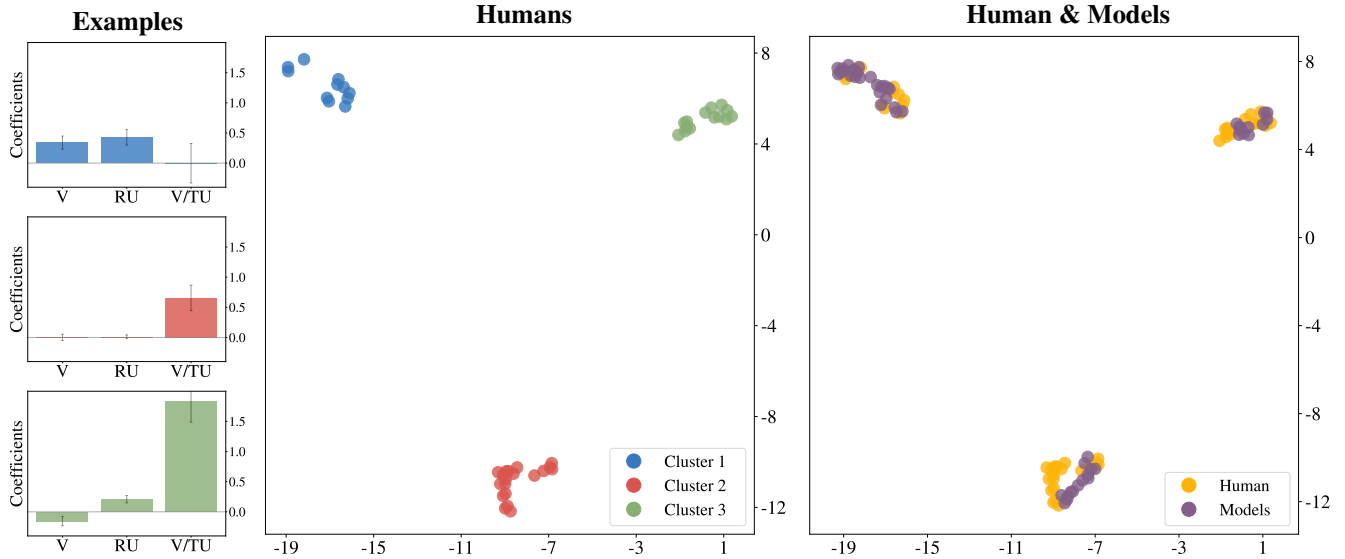 Examples
Humans
Human & Models
Coefficients
1.5
1.0
0.5
0.0
V
RU
V/TU
Coefficients
1.5
1.0
0.5
0.0
V
RU
V/TU
Coefficients
1.5
1.0
0.5
0.0
V
RU
V/TU
8
4
0
-4
-8
-12
-19
-15
-11
-7
-3
1
Cluster 1
Cluster 2
Cluster 3
8
4
0
-4
-8
-12
-19
-15
-11
-7
-3
1
Human
Models